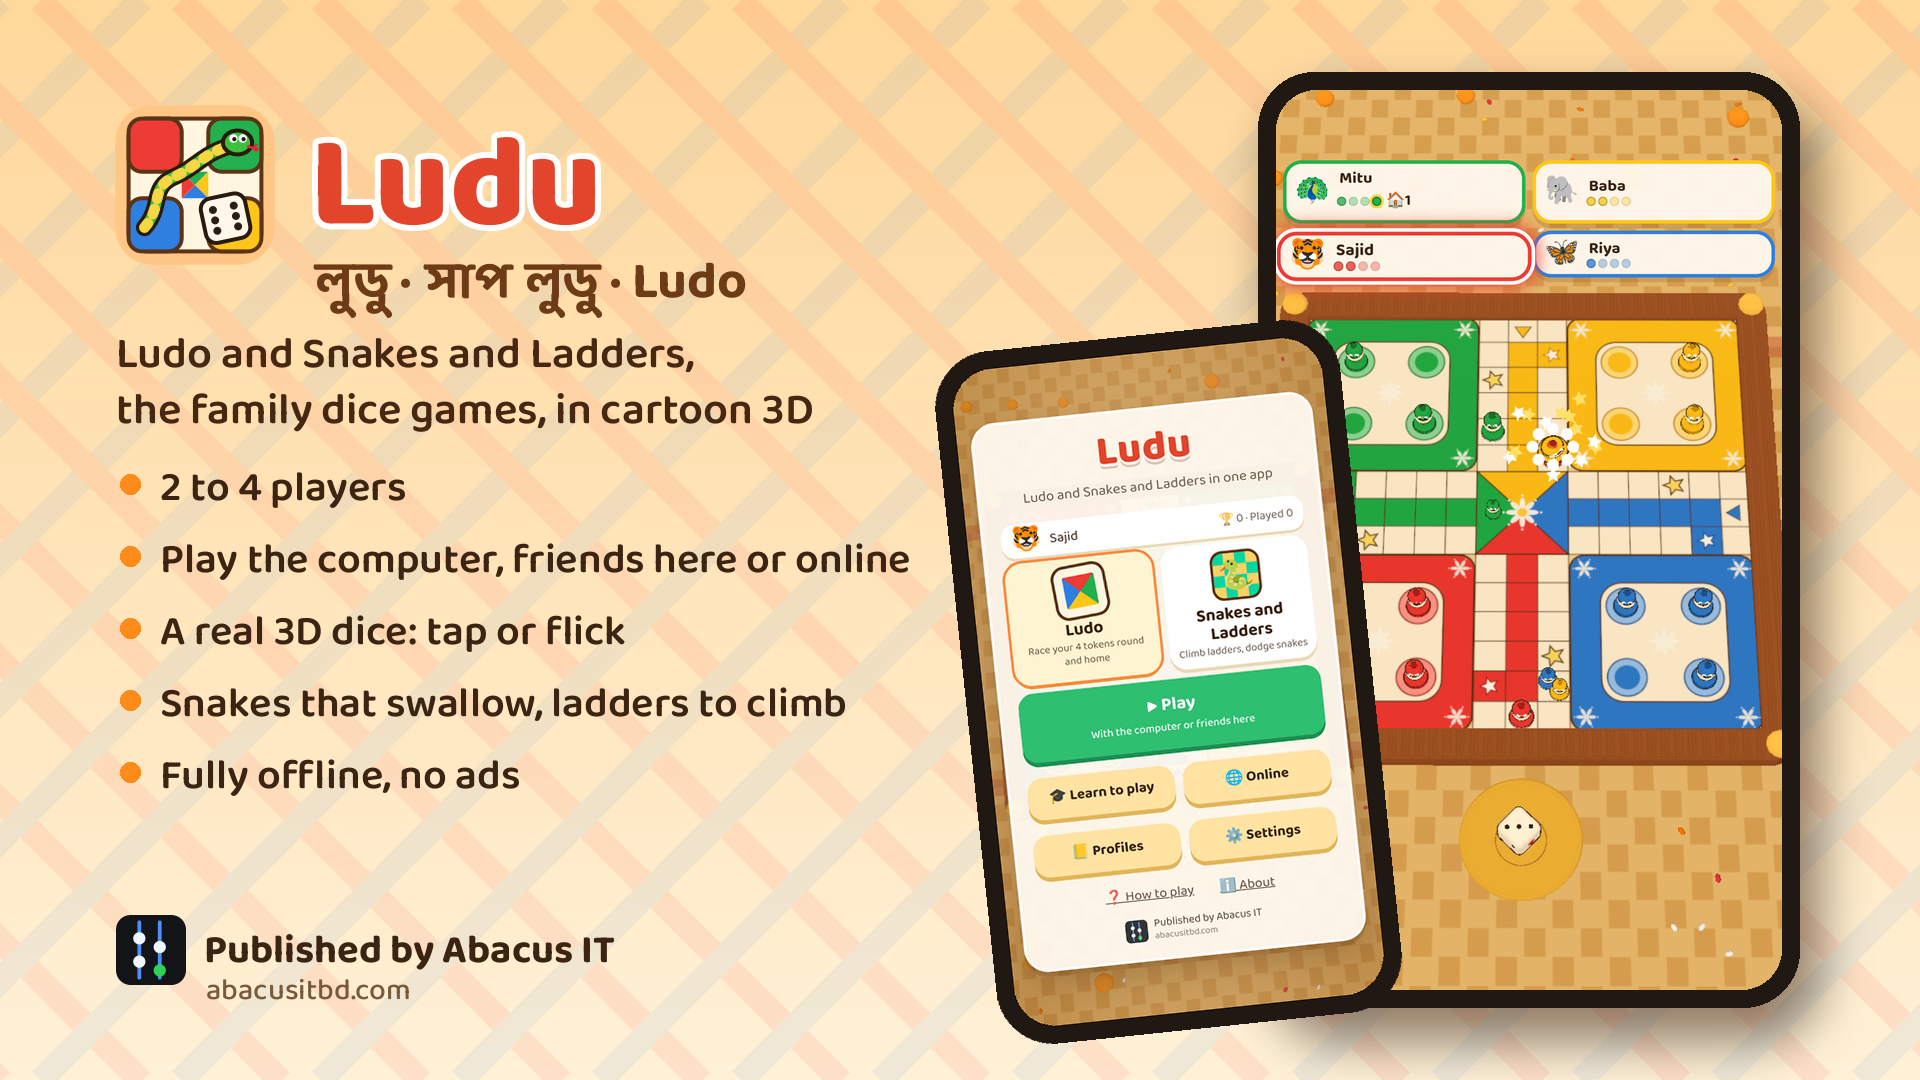 Ludu
লুডু · সাপ লুডু · Ludo
Ludo and Snakes and Ladders,
the family dice games, in cartoon 3D
2 to 4 players
Play the computer, friends here or online
A real 3D dice: tap or flick
Snakes that swallow, ladders to climb
Fully offline, no ads
Published by Abacus IT
abacusitbd.com
Ludu
Ludo and Snakes and Ladders in one app
Sajid
0 · Played 0
Ludo
Race your 4 tokens round
and home
Snakes and
Ladders
Climb ladders, dodge snakes
▶ Play
With the computer or friends here
Learn to play
Online
Profiles
Settings
❓ How to play
ℹ️ About
Published by Abacus IT
abacusitbd.com
Mitu
1
Baba
Sajid
Riya